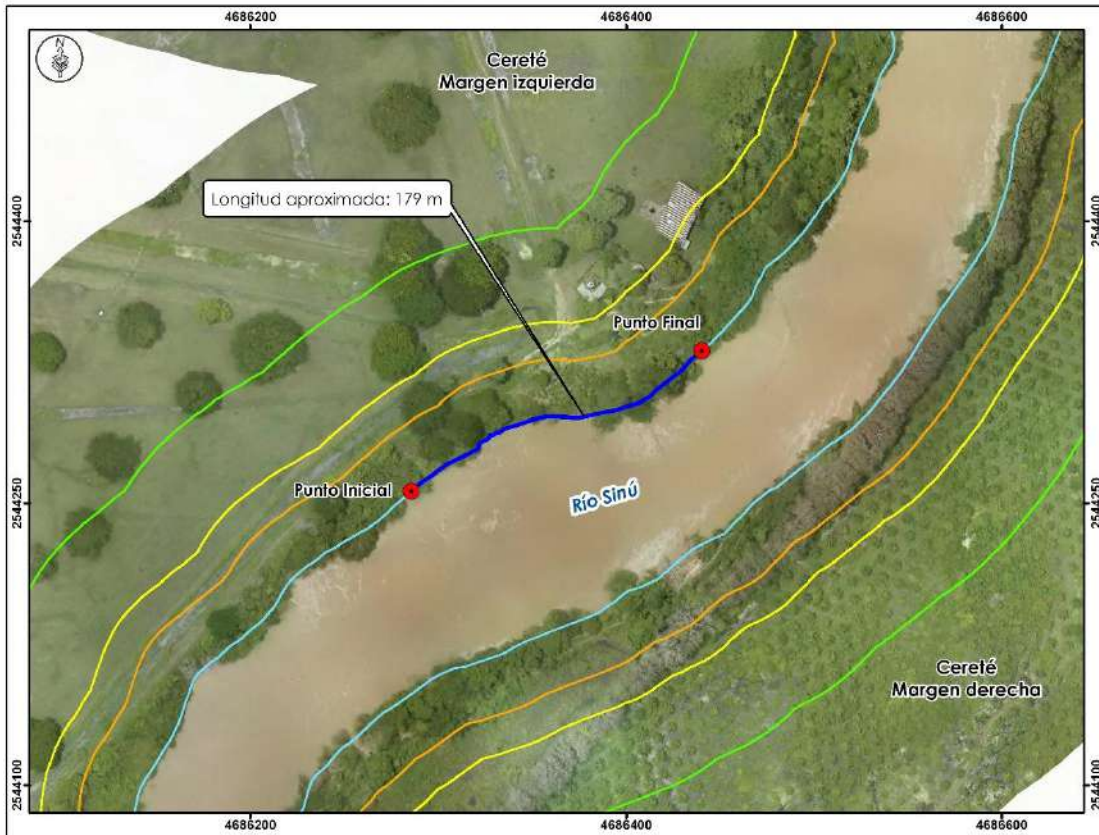 4686200
4686400
4686600
N
Cereté
Margen izquierda
Longitud aproximada: 179 m
2544400
2544400
Punto Final
Punto Inicial
Río Sinú
2544250
2544250
Cereté
Margen derecha
2544100
2544100
4686200
4686400
4686600